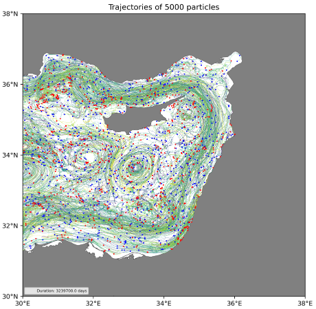 Trajectories of 5000 particles
38°N
36°N
34°N
32°N
30°N
Duration: 3239709.0 days
30°E
32°E
34°E
36°E
38°E